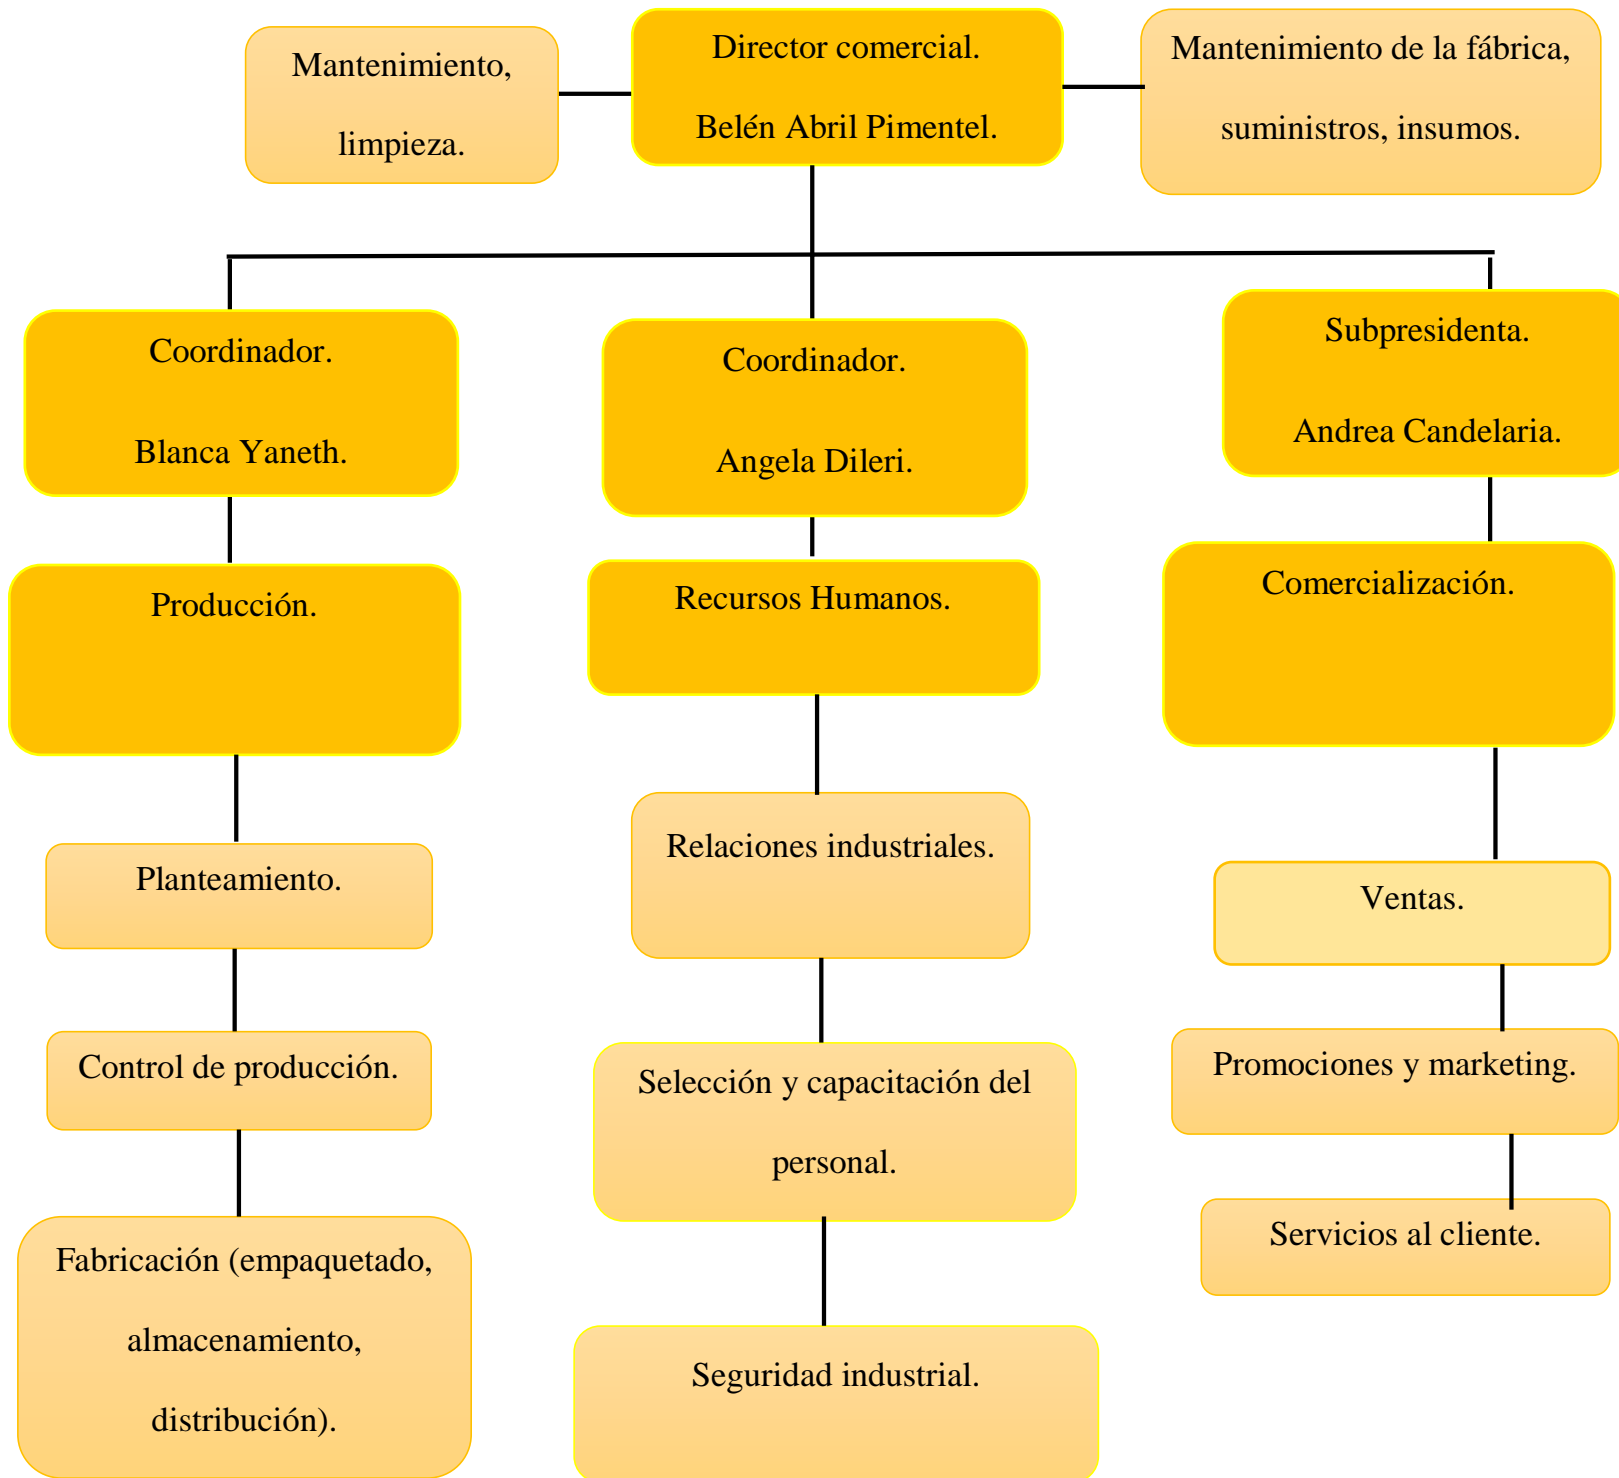 Mantenimiento,
limpieza.
Director comercial.
Belén Abril Pimentel.
Mantenimiento de la fábrica,
suministros, insumos.
Coordinador.
Blanca Yaneth.
Coordinador.
Angela Dileri.
Subpresidenta.
Andrea Candelaria.
Producción.
Recursos Humanos.
Comercialización.
Planteamiento.
Control de producción.
Fabricación (empaquetado,
almacenamiento,
distribución).
Relaciones industriales.
Selección y capacitación del
personal.
Seguridad industrial.
Ventas.
Promociones y marketing.
Servicios al cliente.